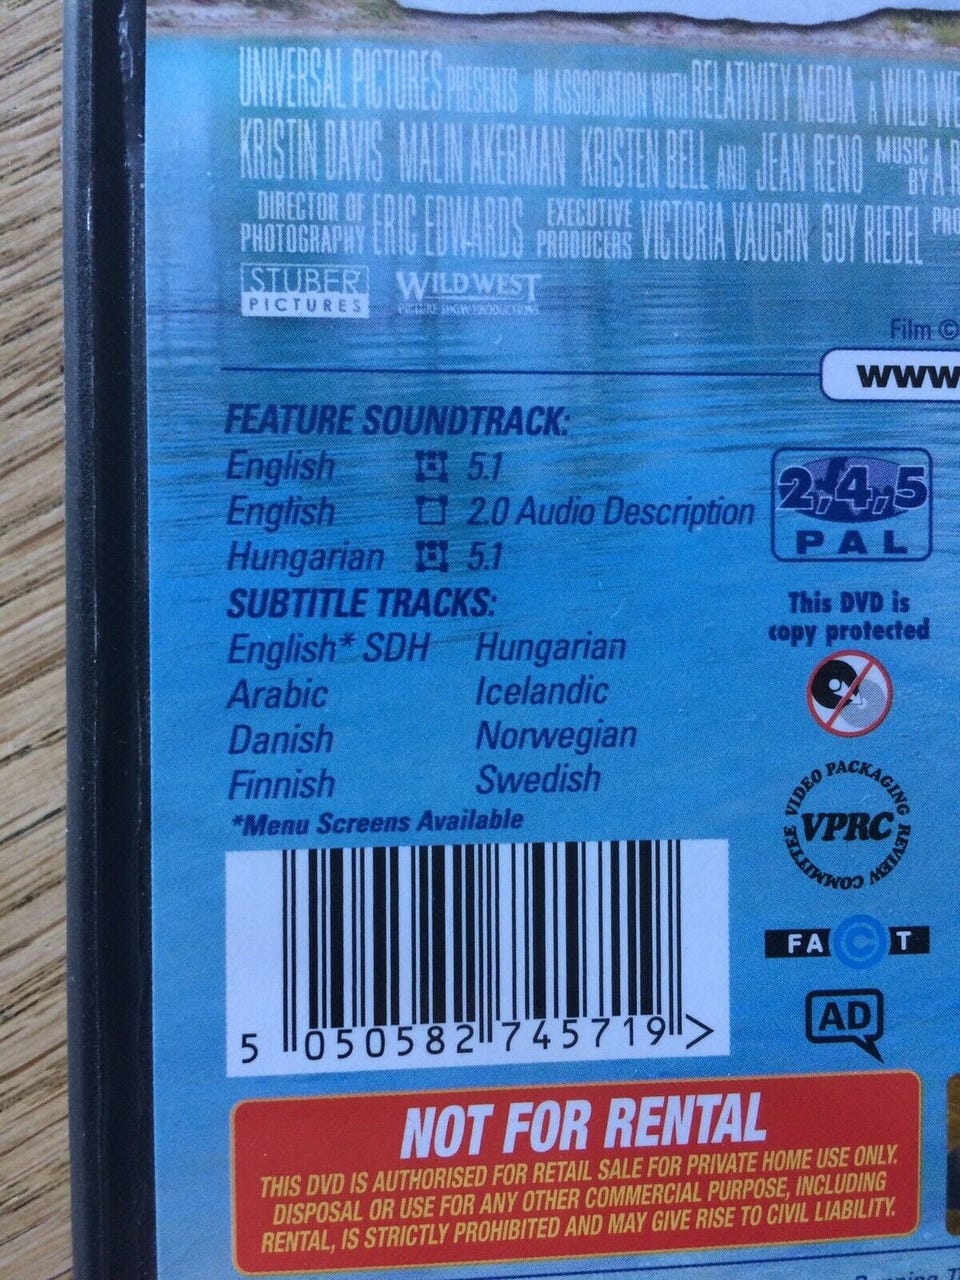 UNIVERSAL PICTURES PRESENTS IN ASSOCIATION WITH RELATIVITY MEDIA A WILD
KRISTIN DAVIS MALIN AKERMAN KRISTEN BELL AND JEAN RENO MUSIC BY A.R
DIRECTOR OF PHOTOGRAPHY ERIC EDWARDS EXECUTIVE PRODUCERS VICTORIA VAUGHN GUY RIEDEL
STUBER
PICTURES
WILD WEST
PICTURE SHOW PRODUCTIONS
Film ©
www
FEATURE SOUNDTRACK:
English 5.1
English 2.0 Audio Description
Hungarian 5.1
SUBTITLE TRACKS:
English* SDH Hungarian
Arabic Icelandic
Danish Norwegian
Finnish Swedish
*Menu Screens Available
5 050582 745719 >
2,4,5
PAL
This DVD is
copy protected
VIDEO PACKAGING REVIEW COMMITTEE
VPRC
FACT
AD
NOT FOR RENTAL
THIS DVD IS AUTHORISED FOR RETAIL SALE FOR PRIVATE HOME USE ONLY.
DISPOSAL OR USE FOR ANY OTHER COMMERCIAL PURPOSE, INCLUDING
RENTAL, IS STRICTLY PROHIBITED AND MAY GIVE RISE TO CIVIL LIABILITY.